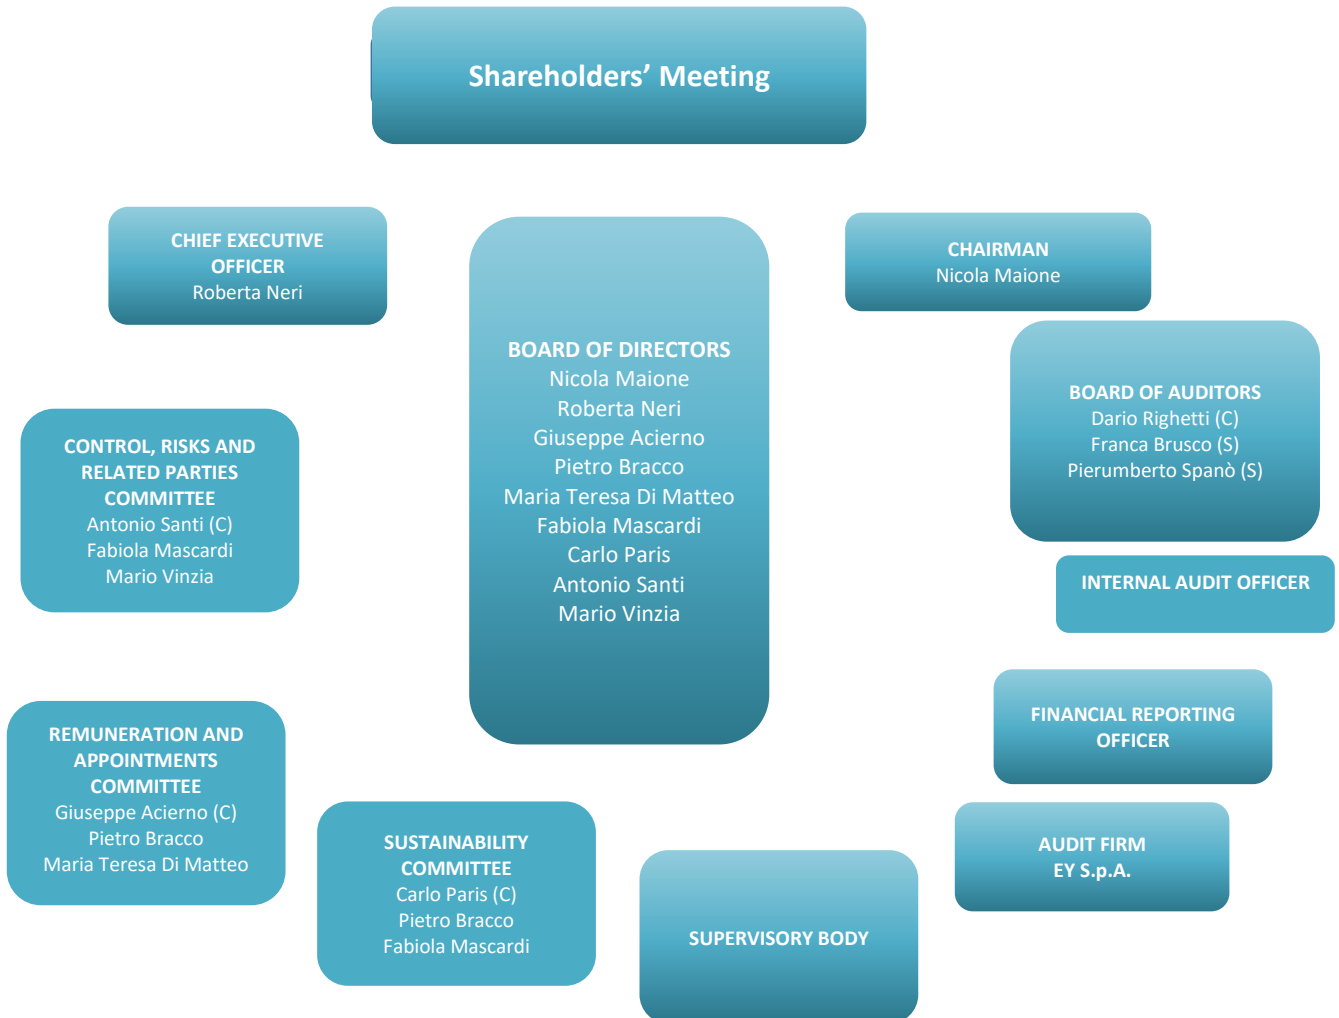 Shareholders’ Meeting
CHIEF EXECUTIVE
OFFICER
Roberta Neri
CHAIRMAN
Nicola Maione
BOARD OF DIRECTORS
Nicola Maione
Roberta Neri
Giuseppe Acierno
Pietro Bracco
Maria Teresa Di Matteo
Fabiola Mascardi
Carlo Paris
Antonio Santi
Mario Vinzia
BOARD OF AUDITORS
Dario Righetti (C)
Franca Brusco (S)
Pierumberto Spanò (S)
CONTROL, RISKS AND
RELATED PARTIES
COMMITTEE
Antonio Santi (C)
Fabiola Mascardi
Mario Vinzia
INTERNAL AUDIT OFFICER
FINANCIAL REPORTING
OFFICER
REMUNERATION AND
APPOINTMENTS
COMMITTEE
Giuseppe Acierno (C)
Pietro Bracco
Maria Teresa Di Matteo
SUSTAINABILITY
COMMITTEE
Carlo Paris (C)
Pietro Bracco
Fabiola Mascardi
AUDIT FIRM
EY S.p.A.
SUPERVISORY BODY